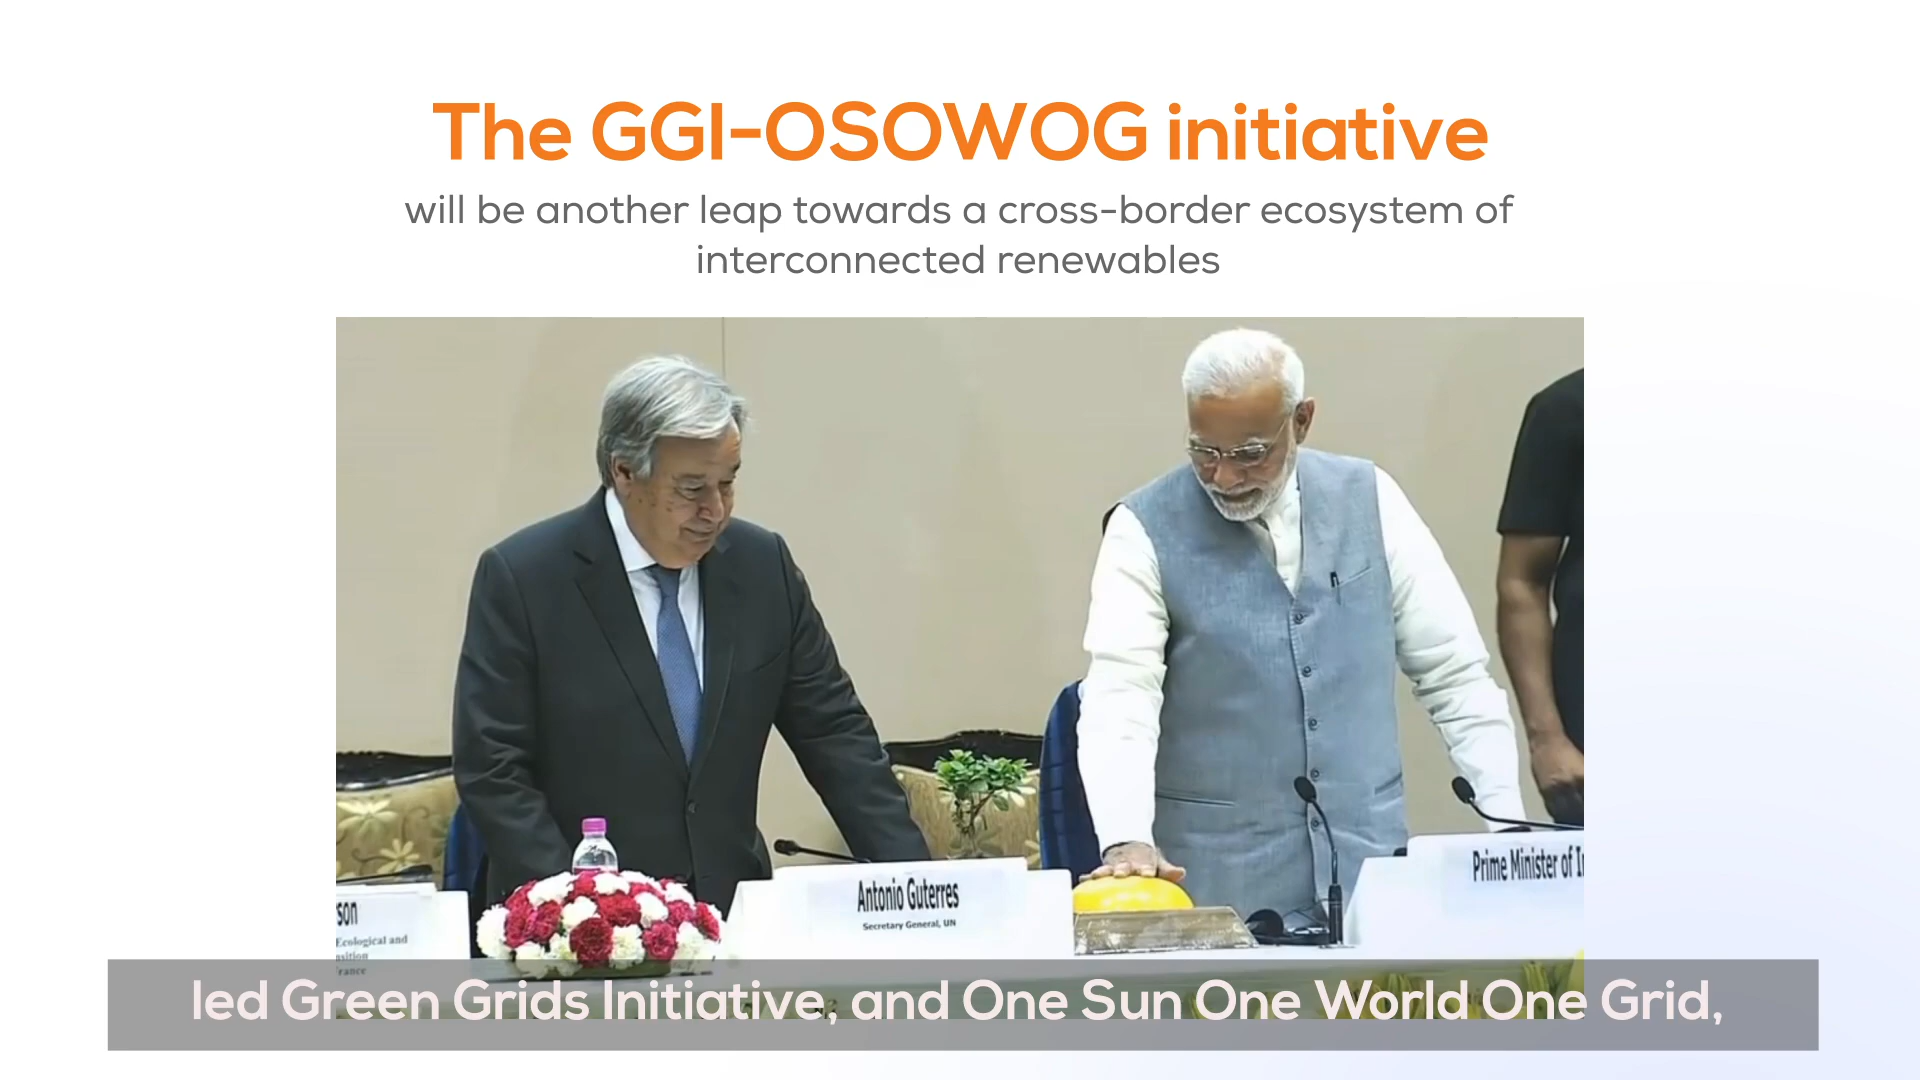 The GGI-OSOWOG initiative
will be another leap towards a cross-border ecosystem of
interconnected renewables
son
Ecological and
Antonio Guterres
Secretary General, UN
Prime Minister of
led Green Grids Initiative, and One Sun One World One Grid,